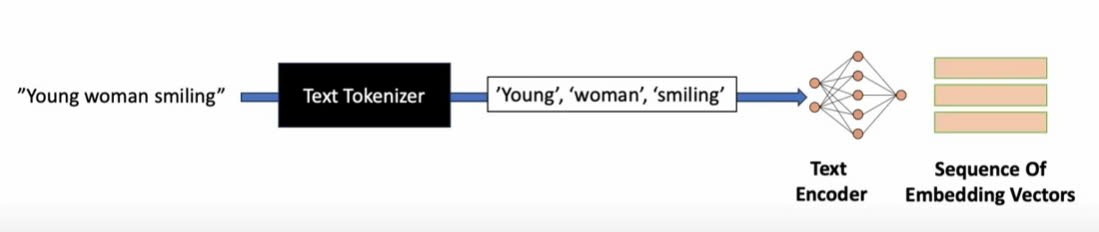 ”Young woman smiling”
Text Tokenizer
’Young’, ‘woman’, ‘smiling’
Text
Encoder
Sequence Of
Embedding Vectors